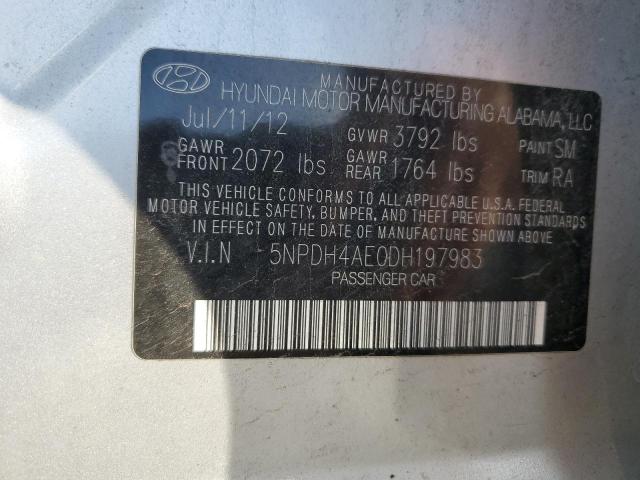 MANUFACTURED BY
HYUNDAI MOTOR MANUFACTURING ALABAMA, LLC
Jul/11/12 GVWR 3792 lbs PAINT SM
GAWR FRONT 2072 lbs GAWR REAR 1764 lbs TRIM RA
THIS VEHICLE CONFORMS TO ALL APPLICABLE U.S.A. FEDERAL
MOTOR VEHICLE SAFETY, BUMPER, AND THEFT PREVENTION STANDARDS
IN EFFECT ON THE DATE OF MANUFACTURE SHOWN ABOVE
V.I.N 5NPDH4AE0DH197983
PASSENGER CAR